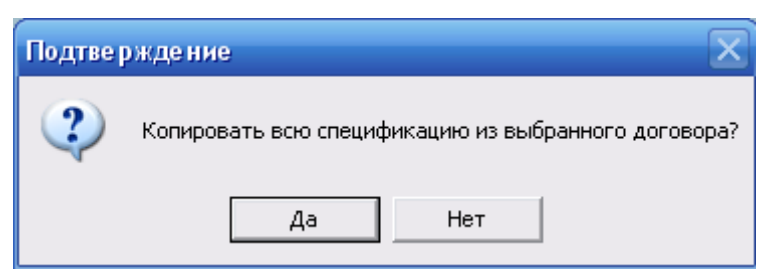 Подтверждение
Копировать всю спецификацию из выбранного договора?
Да
Нет